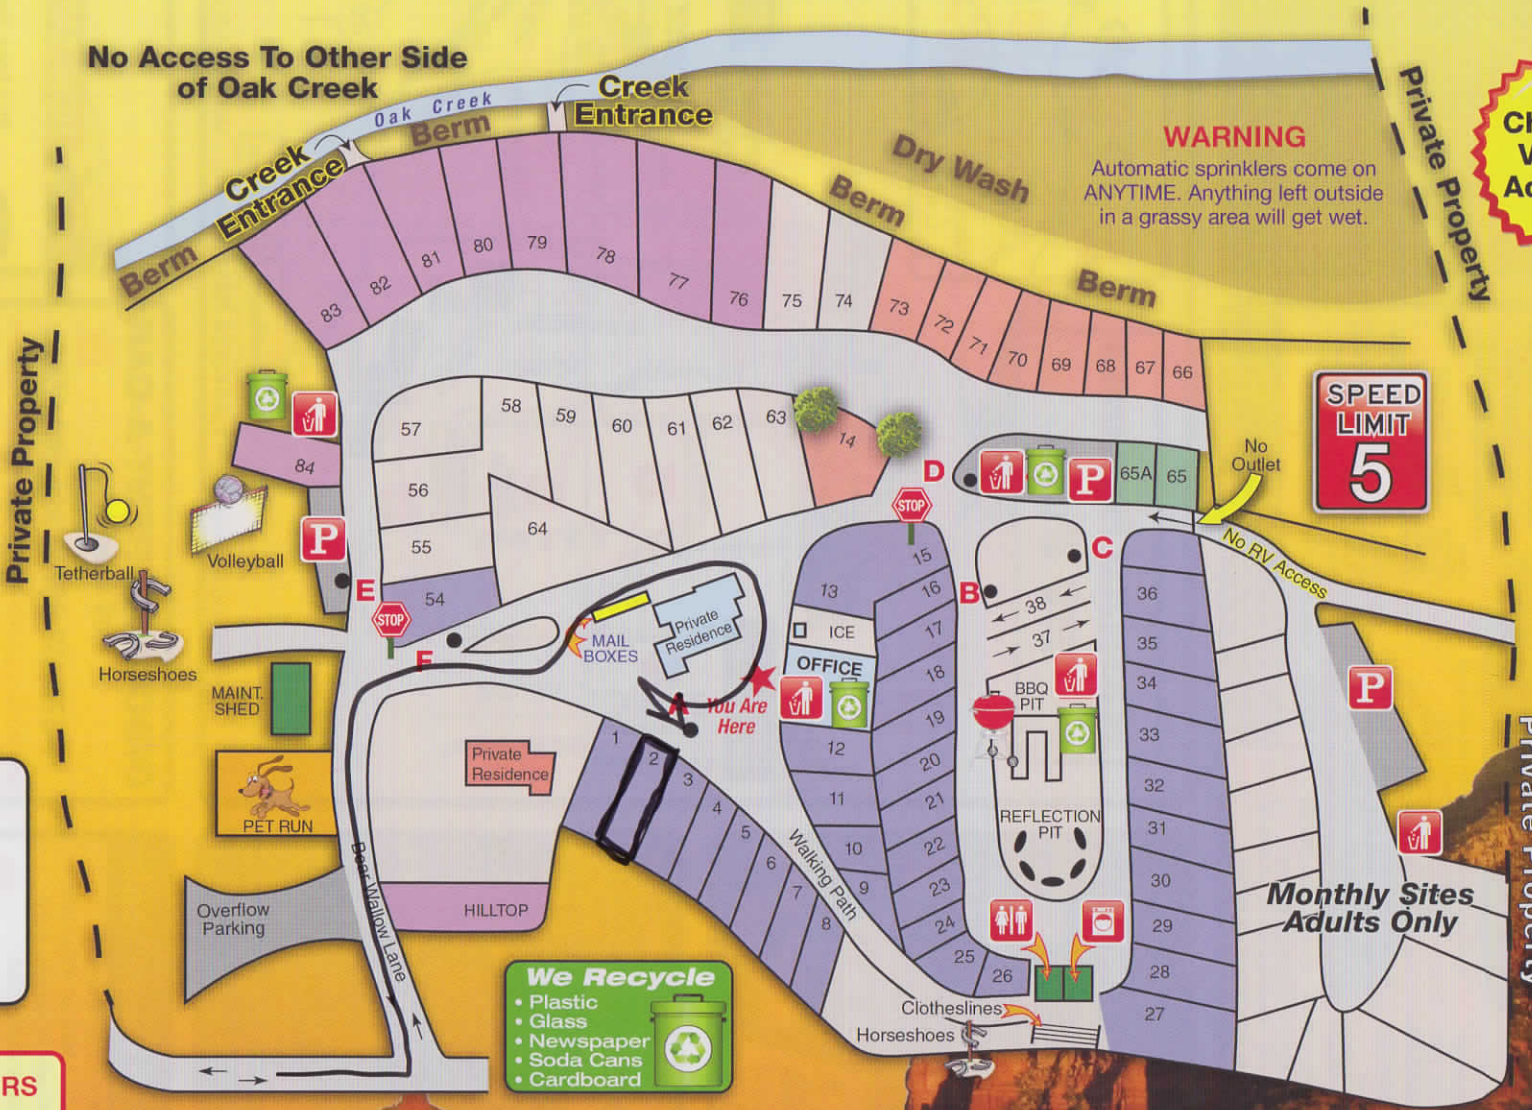 No Access To Other Side
of Oak Creek
Oak Creek
Berm
Creek
Entrance
Creek
Entrance
Berm
Dry Wash
Berm
Berm
WARNING
Automatic sprinklers come on
ANYTIME. Anything left outside
in a grassy area will get wet.
Private Property
83
82
81
80
79
78
77
76
75
74
73
72
71
70
69
68
67
66
SPEED
LIMIT
5
No
Outlet
No RV Access
Private Property
Tetherball
Volleyball
Horseshoes
84
P
57
58
59
60
61
62
63
14
56
55
64
54
E
STOP
F
D
STOP
P
65A
65
C
B
38
37
13
ICE
OFFICE
15
16
17
18
19
20
21
22
23
24
25
26
12
11
10
9
36
35
34
33
32
31
30
29
28
27
P
BBQ
PIT
REFLECTION
PIT
MAIL
BOXES
Private
Residence
A
You Are
Here
1
2
3
4
5
6
7
8
Walking Path
MAINT.
SHED
PET RUN
Private
Residence
HILLTOP
Overflow
Parking
Bear Wallow Lane
We Recycle
• Plastic
• Glass
• Newspaper
• Soda Cans
• Cardboard
Clotheslines
Horseshoes
Monthly Sites
Adults Only
Private Property
RS